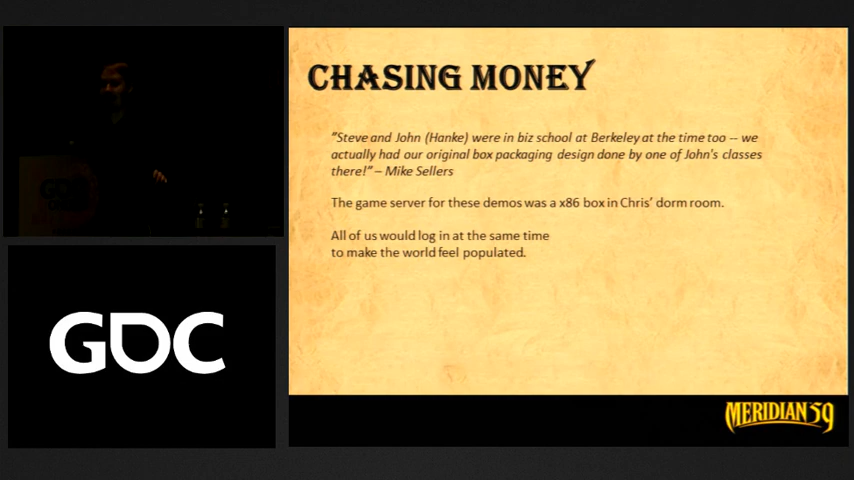 CHASING MONEY
"Steve and John (Hanke) were in biz school at Berkeley at the time too -- we
actually had our original box packaging design done by one of John's classes
there!" – Mike Sellers
The game server for these demos was a x86 box in Chris' dorm room.
All of us would log in at the same time
to make the world feel populated.
GDC
MERIDIAN 59